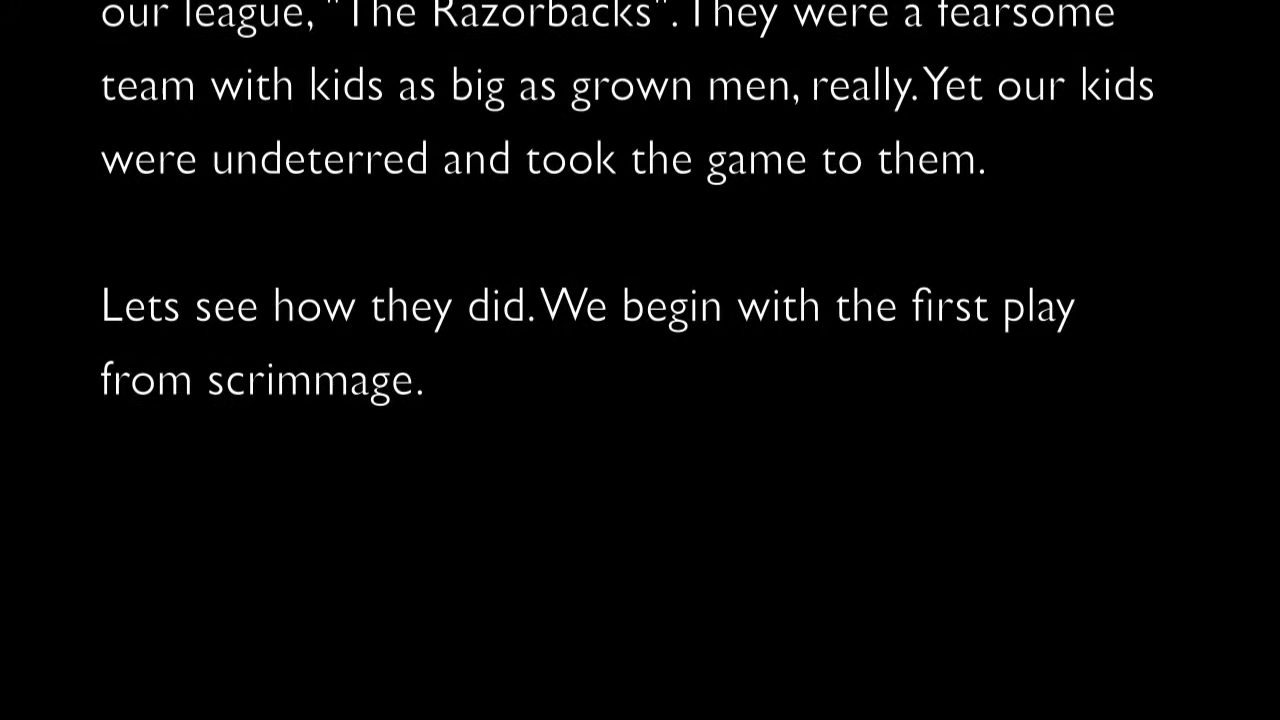 our league, "The Razorbacks". They were a fearsome
team with kids as big as grown men, really. Yet our kids
were undeterred and took the game to them.
Lets see how they did. We begin with the first play
from scrimmage.